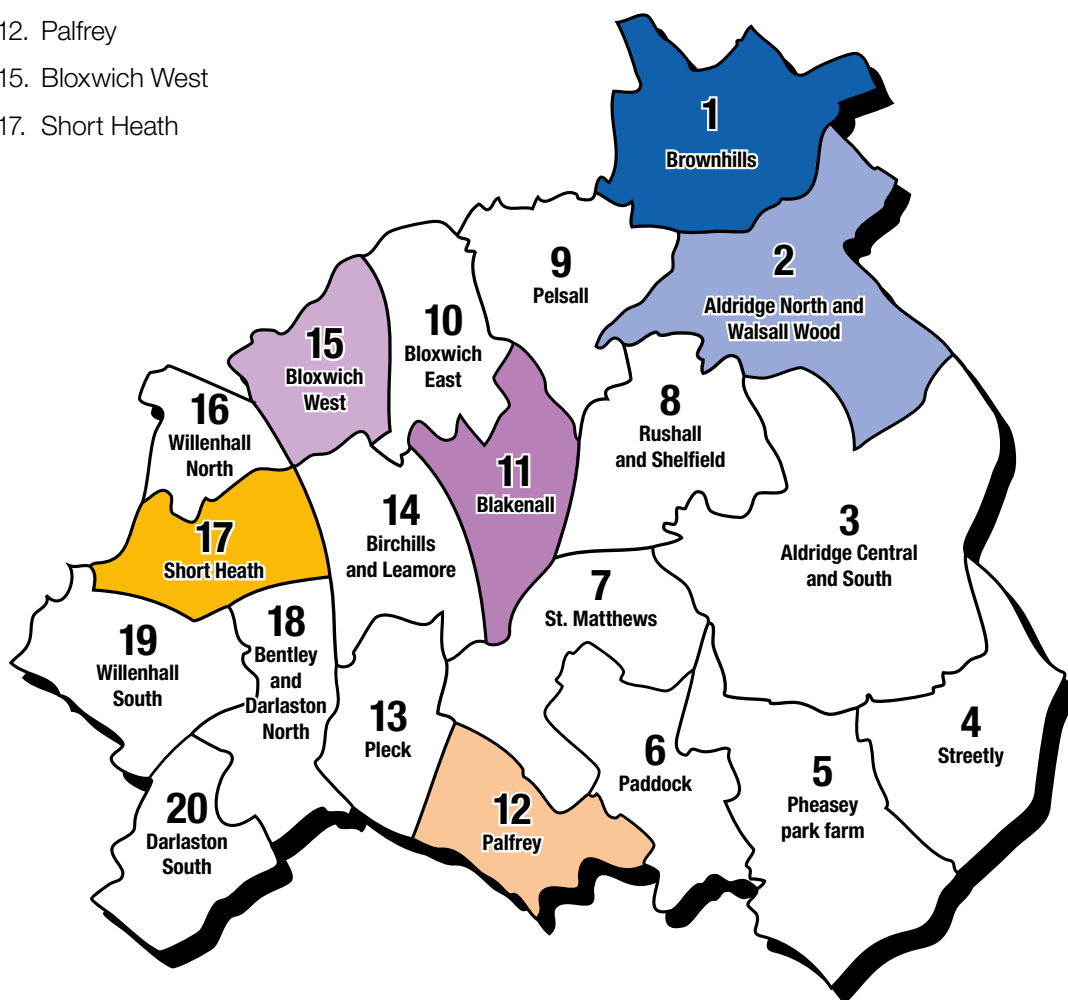 12. Palfrey
15. Bloxwich West
17. Short Heath
1
Brownhills
2
Aldridge North and
Walsall Wood
9
Pelsall
10
Bloxwich
East
15
Bloxwich
West
16
Willenhall
North
8
Rushall
and Shelfield
11
Blakenall
14
Birchills
and Leamore
17
Short Heath
3
Aldridge Central
and South
7
St. Matthews
18
Bentley
and
Darlaston
North
19
Willenhall
South
13
Pleck
6
Paddock
4
Streetly
5
Pheasey
park farm
12
Palfrey
20
Darlaston
South